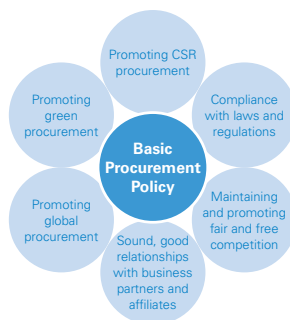 Promoting CSR
procurement
Promoting
green
procurement
Compliance
with laws and
regulations
Basic
Procurement
Policy
Promoting
global
procurement
Maintaining
and promoting
fair and free
competition
Sound, good
relationships
with business
partners and
affiliates